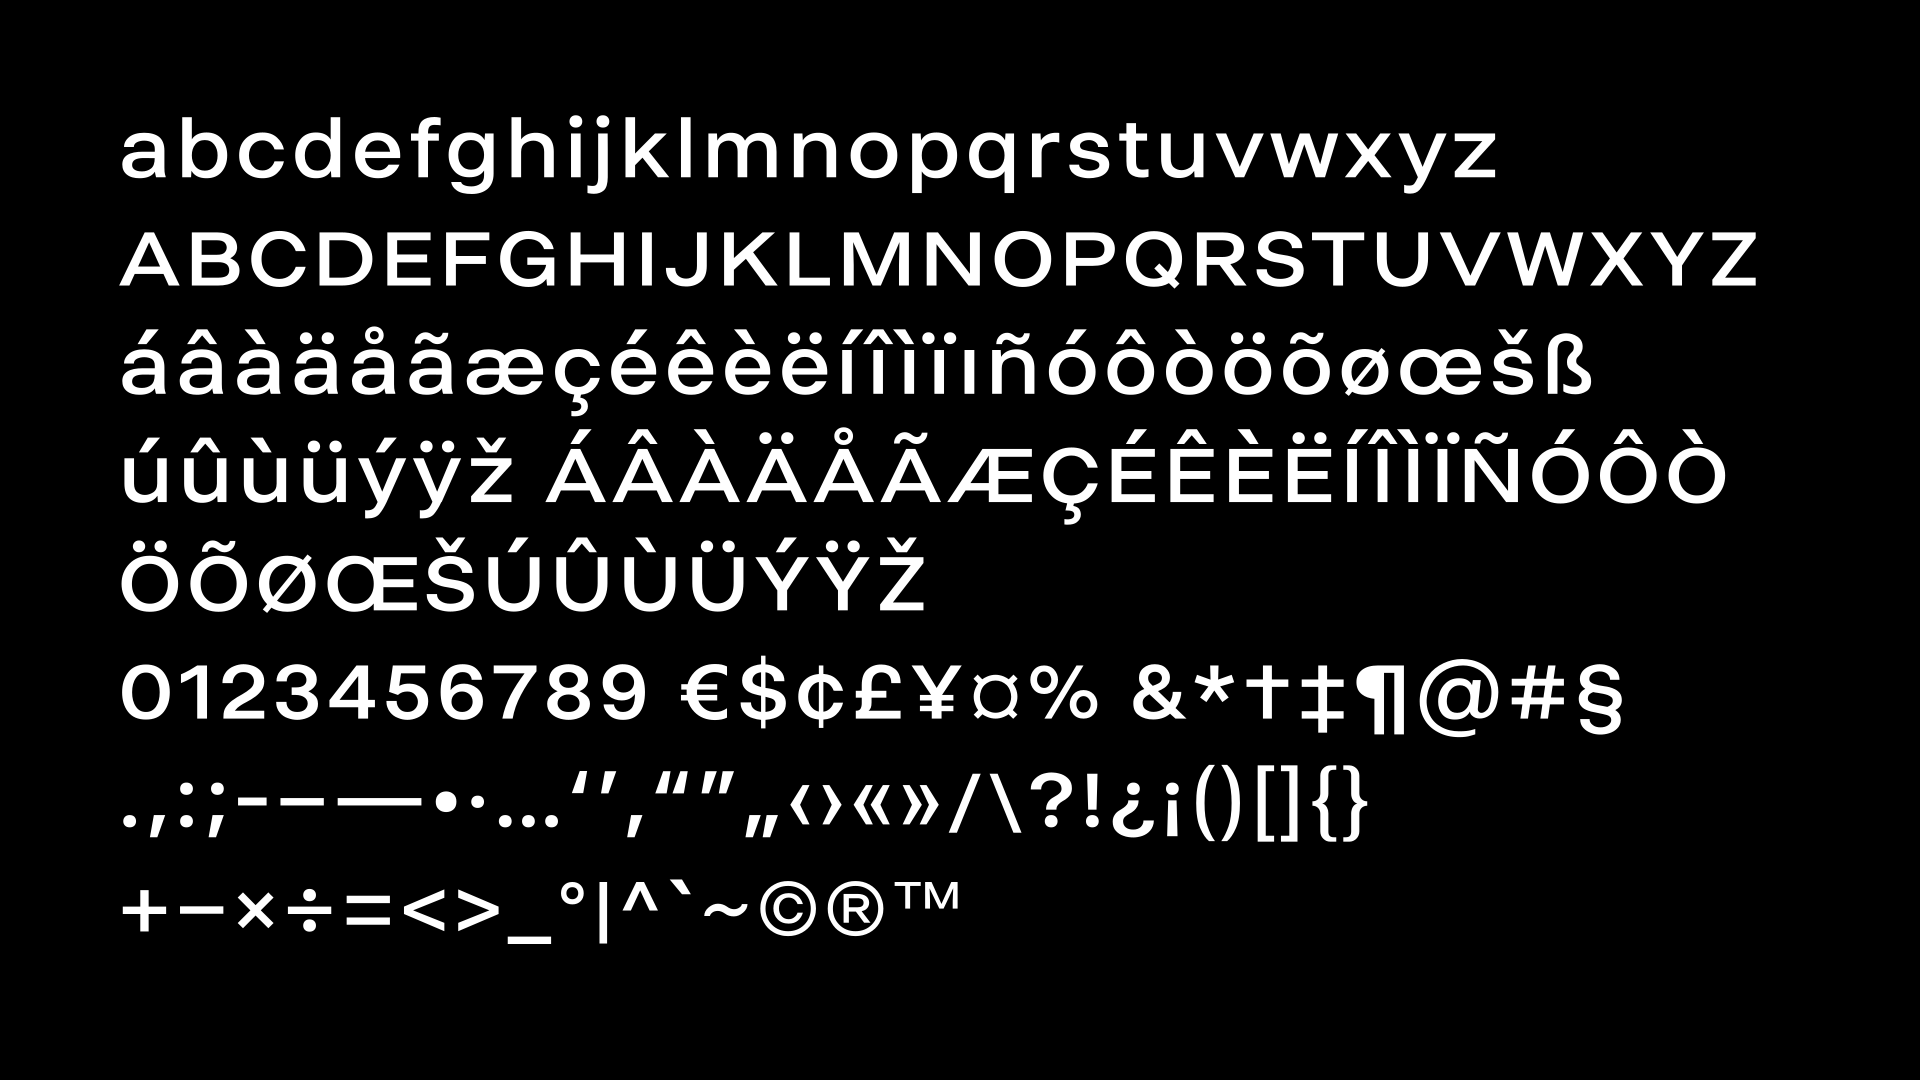 abcdefghijklmnopqrstuvwxyz
ABCDEFGHIJKLMNOPQRSTUVWXYZ
áâàäåãæçéêèëíîìïıñóôòöõøœšß
úûùüýÿž ÁÂÀÄÅÃÆÇÉÊÈËÍÎÌÏÑÓÔÒ
ÖÕØŒŠÚÛÙÜÝŸŽ
0123456789 €$¢£¥¤% &*†‡¶@#§
.,:;-–—•·…‘’‚“”„‹›«»/\?!¿¡()[]{}
+−×÷=<>_°|^`~©®™